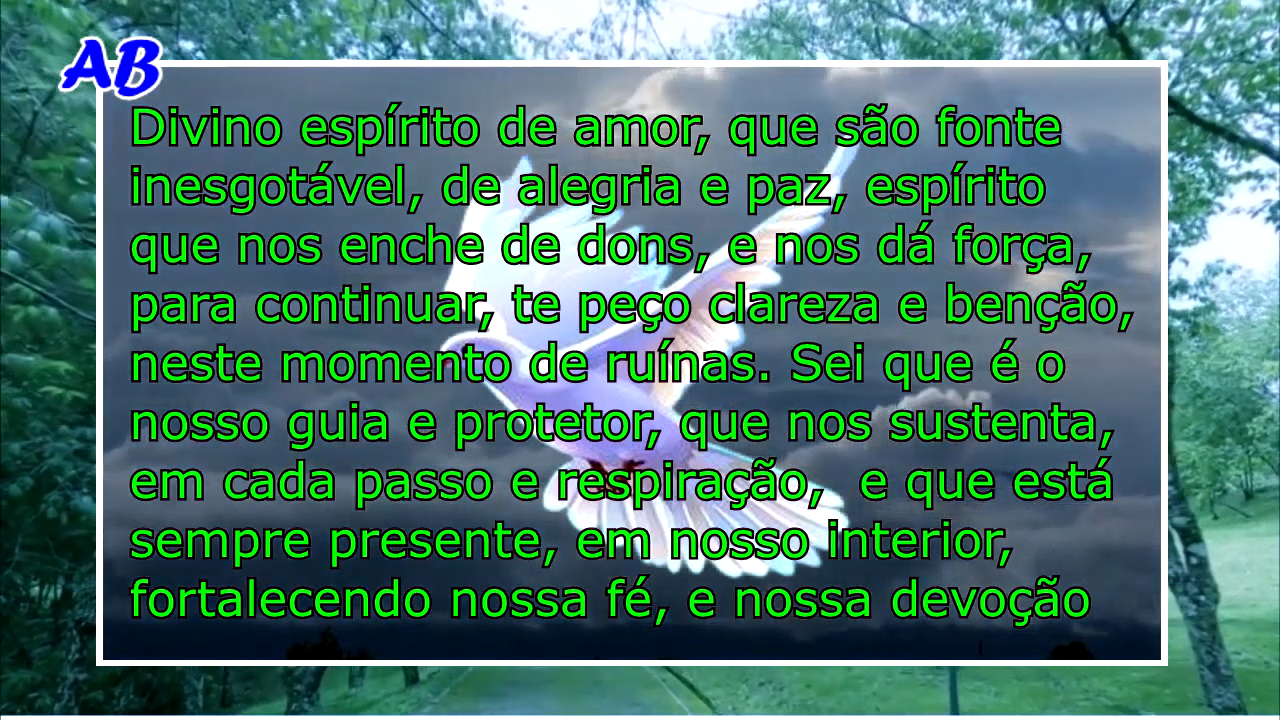 AB
Divino espírito de amor, que são fonte
inesgotável, de alegria e paz, espírito
que nos enche de dons, e nos dá força,
para continuar, te peço clareza e benção,
neste momento de ruínas. Sei que é o
nosso guia e protetor, que nos sustenta,
em cada passo e respiração,  e que está
sempre presente, em nosso interior,
fortalecendo nossa fé, e nossa devoção